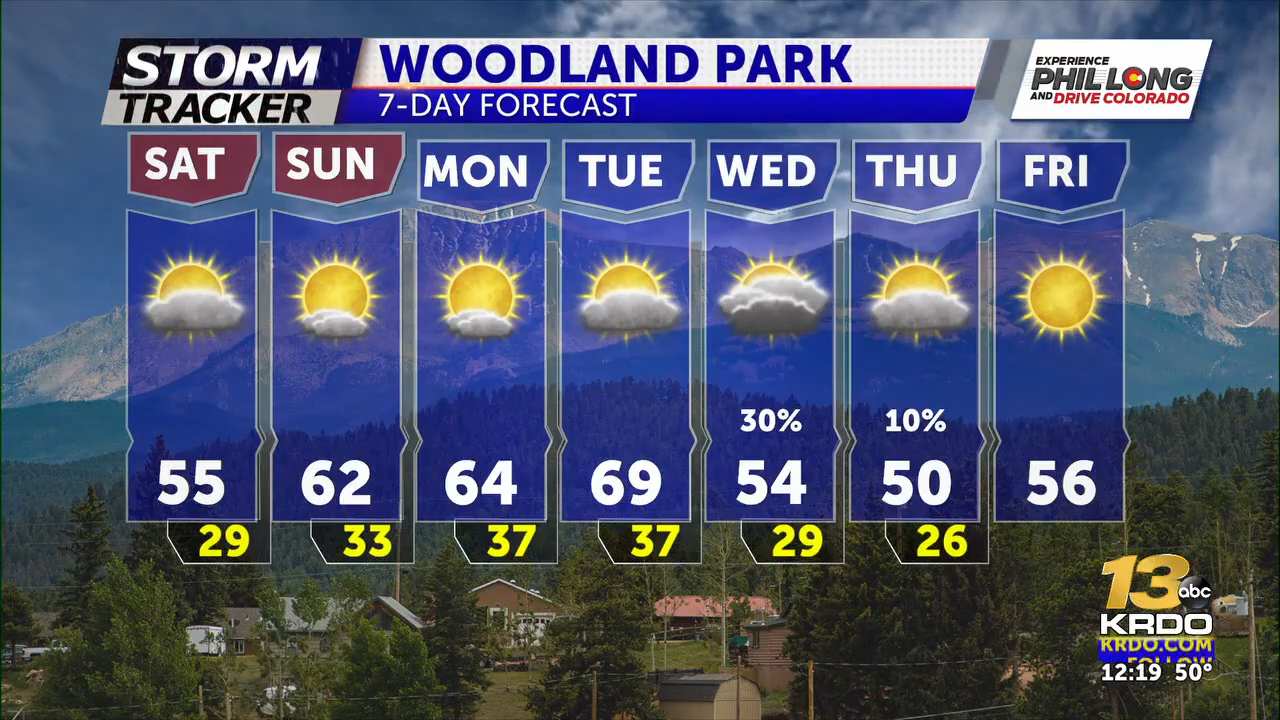 STORM
TRACKER
WOODLAND PARK
7-DAY FORECAST
EXPERIENCE
PHIL LONG
AND DRIVE COLORADO
SAT SUN MON TUE WED THU FRI
30% 10%
55 62 64 69 54 50 56
29 33 37 37 29 26
13 abc
KRDO
KRDO.COM
FOLLOW
12:19 50°